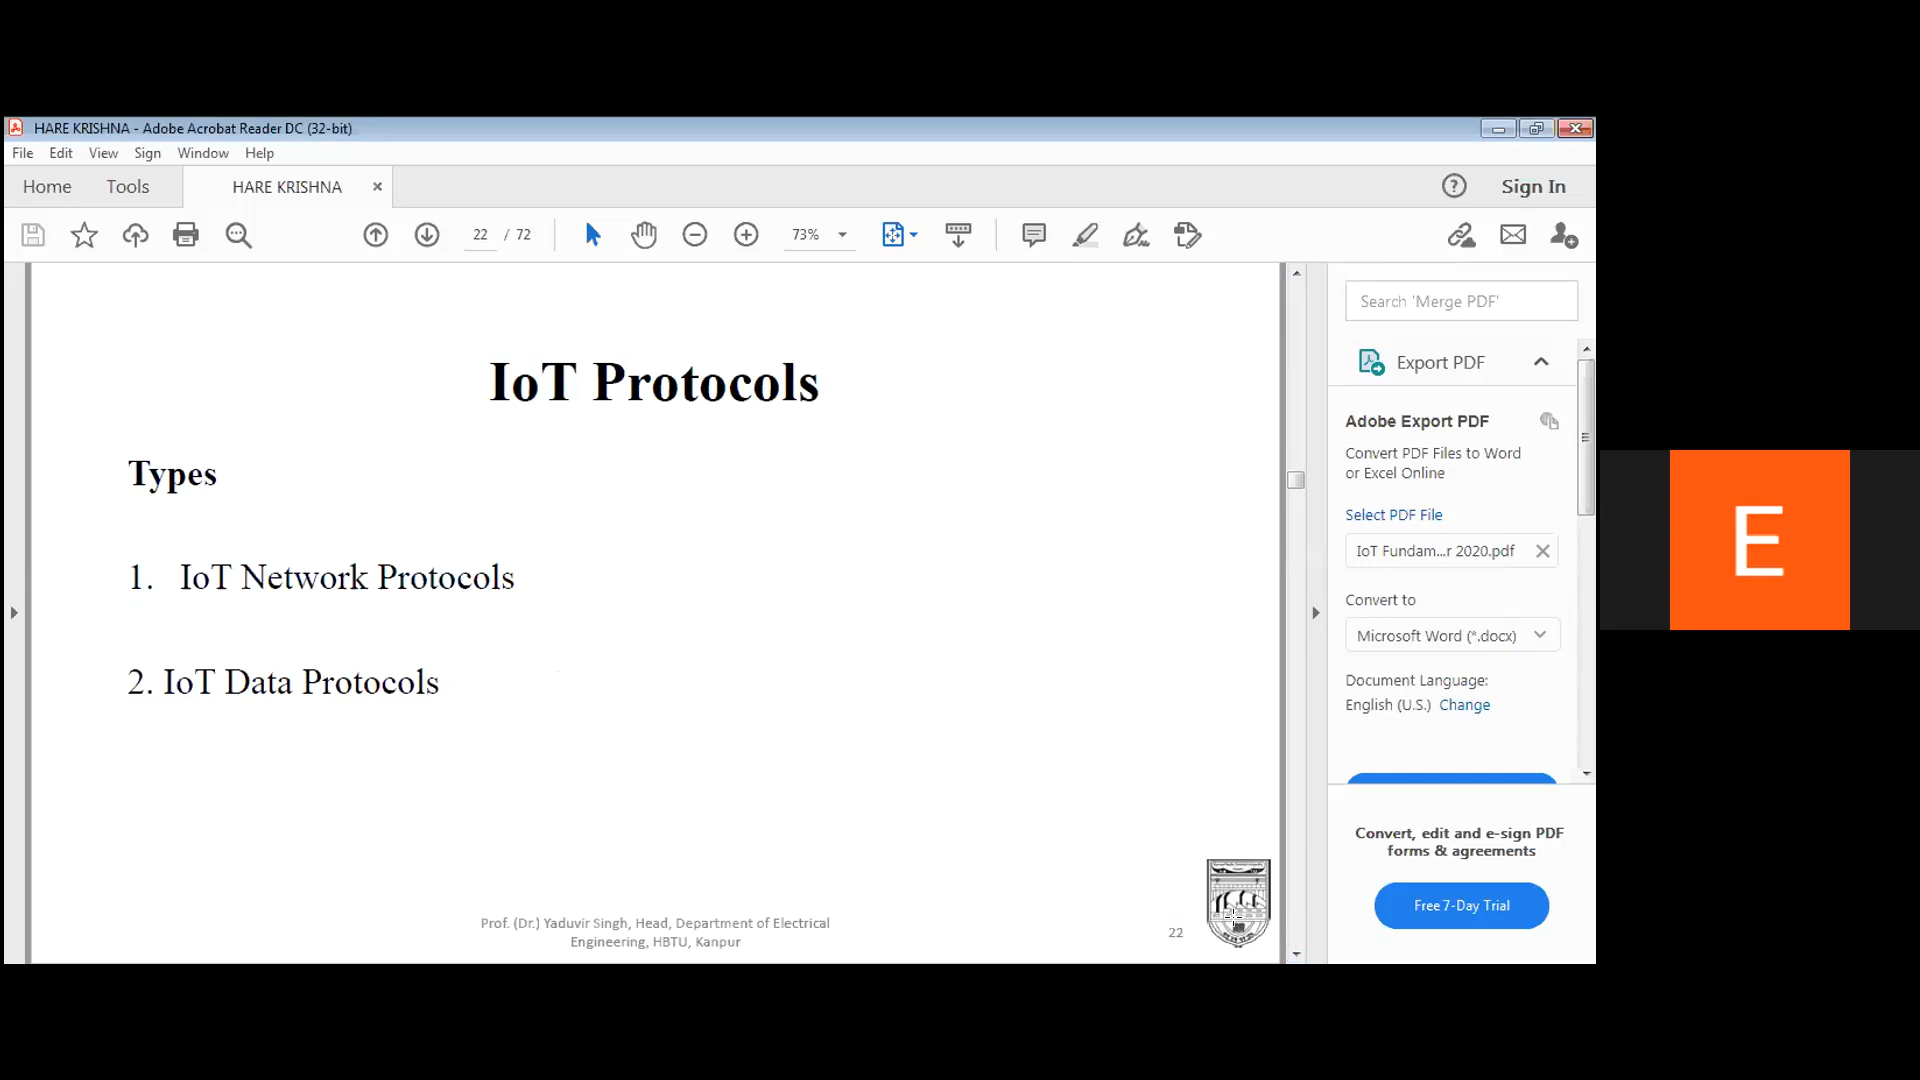 HARE KRISHNA - Adobe Acrobat Reader DC (32-bit)
File Edit View Sign Window Help
Home Tools HARE KRISHNA Sign In
22 / 72 73%
IoT Protocols
Types
1. IoT Network Protocols
2. IoT Data Protocols
Prof. (Dr.) Yaduvir Singh, Head, Department of Electrical
Engineering, HBTU, Kanpur
22
Search 'Merge PDF'
Export PDF
Adobe Export PDF
Convert PDF Files to Word
or Excel Online
Select PDF File
IoT Fundam...r 2020.pdf
Convert to
Microsoft Word (*.docx)
Document Language:
English (U.S.) Change
Convert, edit and e-sign PDF
forms & agreements
Free 7-Day Trial
E